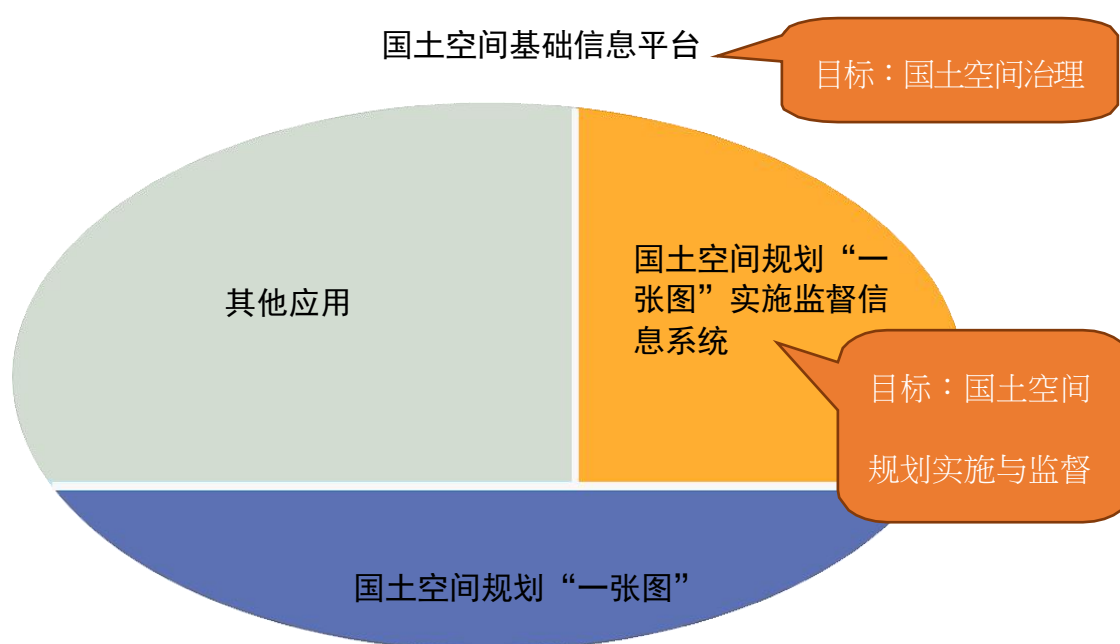 国土空间基础信息平台
目标：国土空间治理
其他应用
国土空间规划“一
张图”实施监督信
息系统
目标：国土空间
规划实施与监督
国土空间规划“一张图”